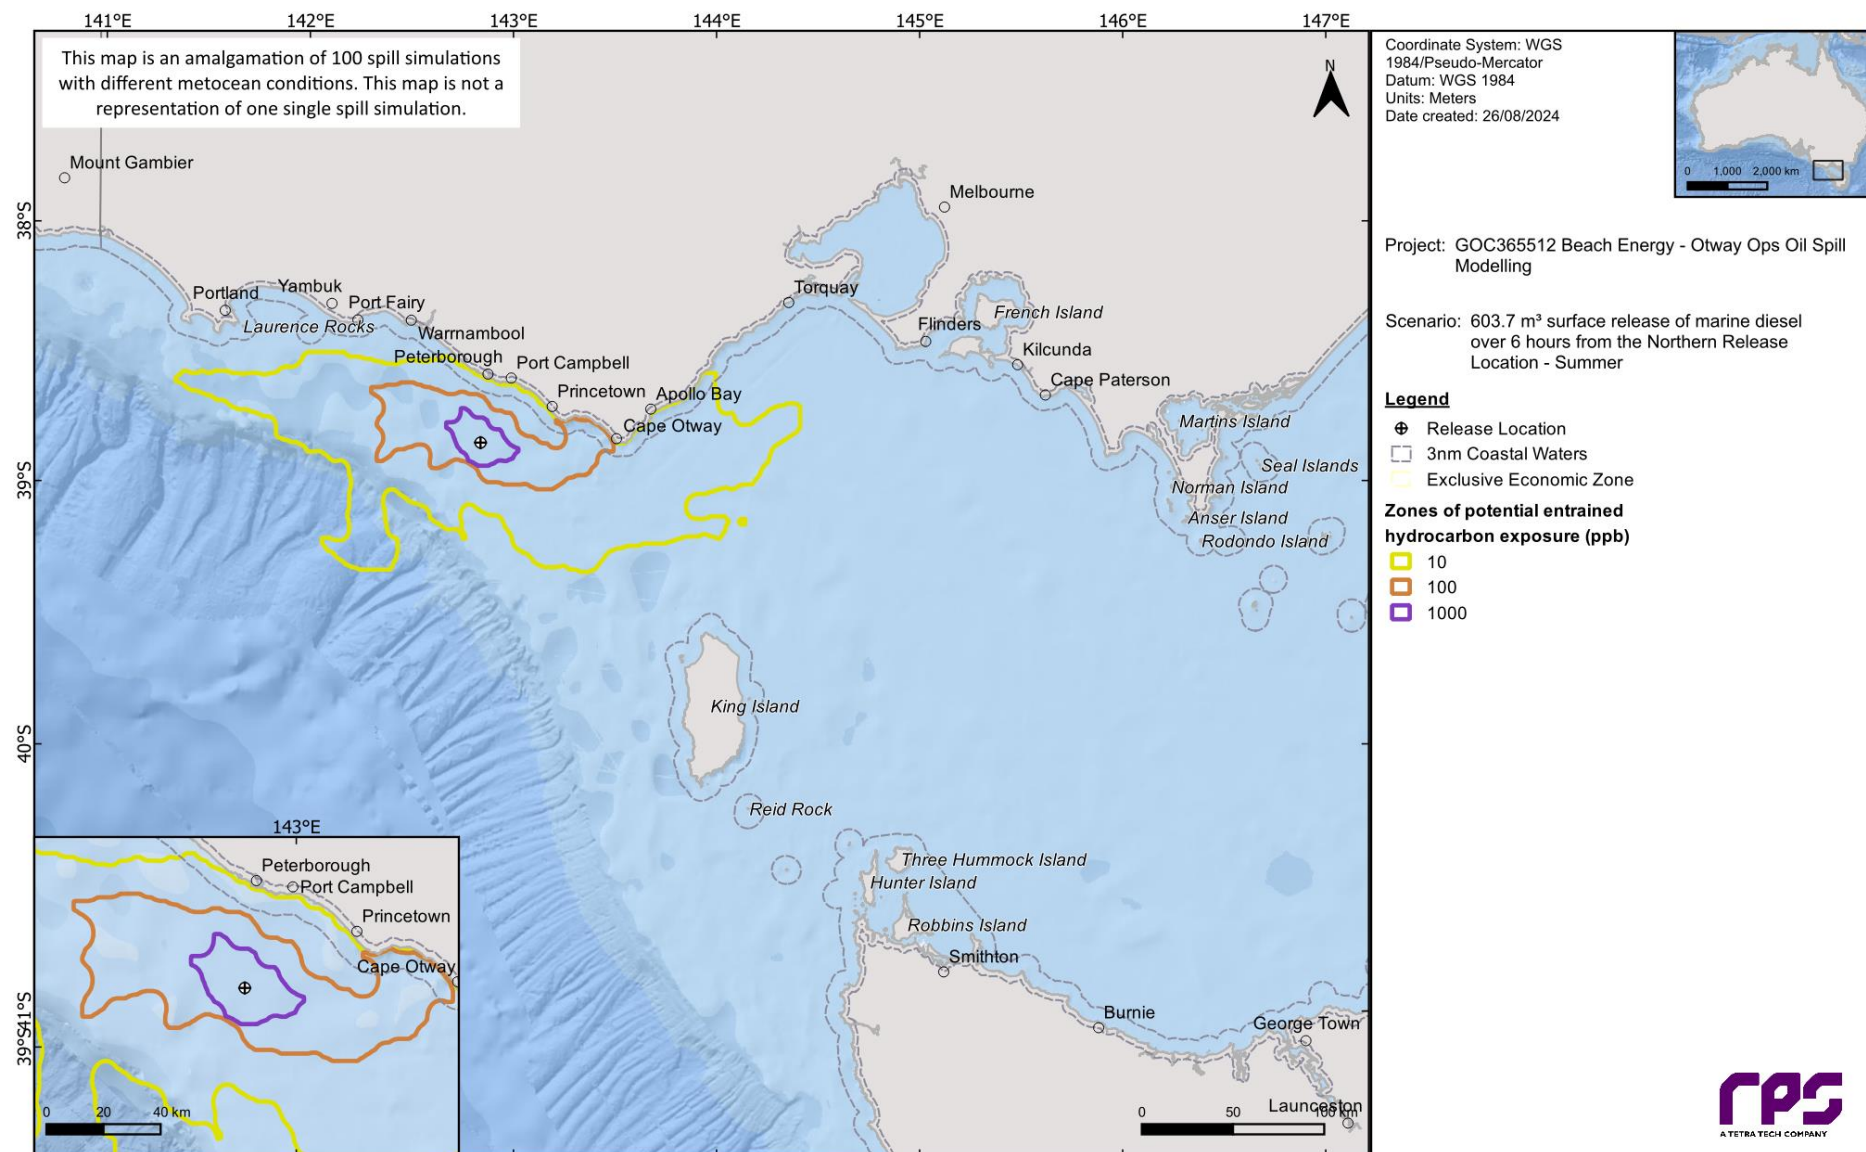 141°E 142°E 143°E 144°E 145°E 146°E 147°E
This map is an amalgamation of 100 spill simulations
with different metocean conditions. This map is not a
representation of one single spill simulation.
N
Mount Gambier
Melbourne
38°S
Portland
Yambuk
Port Fairy
Laurence Rocks
Warrnambool
Torquay
French Island
Flinders
Kilcunda
Peterborough
Port Campbell
Princetown
Apollo Bay
Cape Otway
Cape Paterson
Martins Island
Seal Islands
Norman Island
Anser Island
Rodondo Island
39°S
King Island
40°S
Reid Rock
Three Hummock Island
Hunter Island
Robbins Island
Smithton
Burnie
George Town
Launceston
41°S
0 50 100 km
143°E
Peterborough
Port Campbell
Princetown
Cape Otway
39°S
0 20 40 km
Coordinate System: WGS
1984/Pseudo-Mercator
Datum: WGS 1984
Units: Meters
Date created: 26/08/2024
0 1,000 2,000 km
Project: GOC365512 Beach Energy - Otway Ops Oil Spill
Modelling
Scenario: 603.7 m³ surface release of marine diesel
over 6 hours from the Northern Release
Location - Summer
Legend
Release Location
3nm Coastal Waters
Exclusive Economic Zone
Zones of potential entrained
hydrocarbon exposure (ppb)
10
100
1000
rps
A TETRA TECH COMPANY